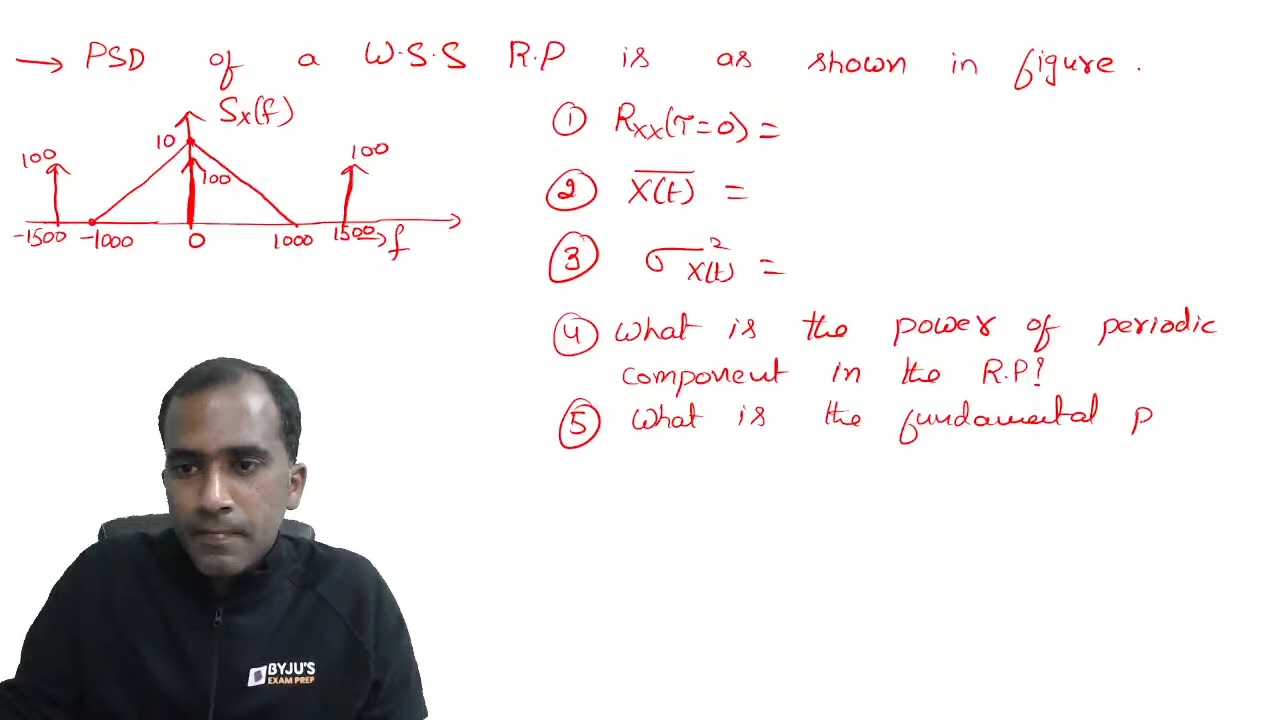 → PSD of a W.S.S R.P is as shown in figure.
Sx(f)
10
100
100
100
-1500 -1000 0 1000 1500 → f
① Rxx(τ=0) =
② X(t)‾ =
③ σ²x(t) =
④ What is the power of periodic
component in the R.P?
⑤ What is the fundamental p
BYJU'S
EXAM PREP